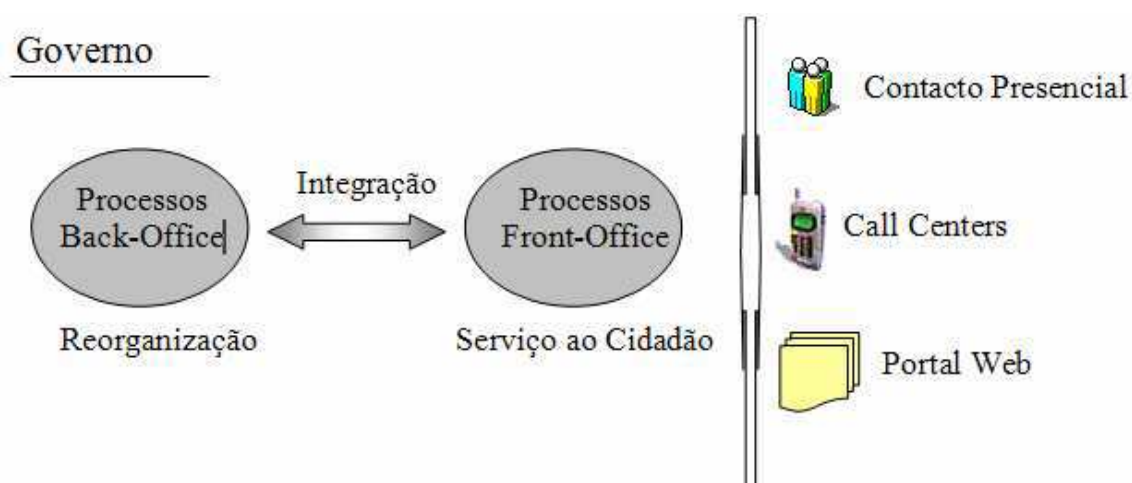 Governo
Processos
Back-Office
Reorganização
Integração
Processos
Front-Office
Serviço ao Cidadão
Contacto Presencial
Call Centers
Portal Web